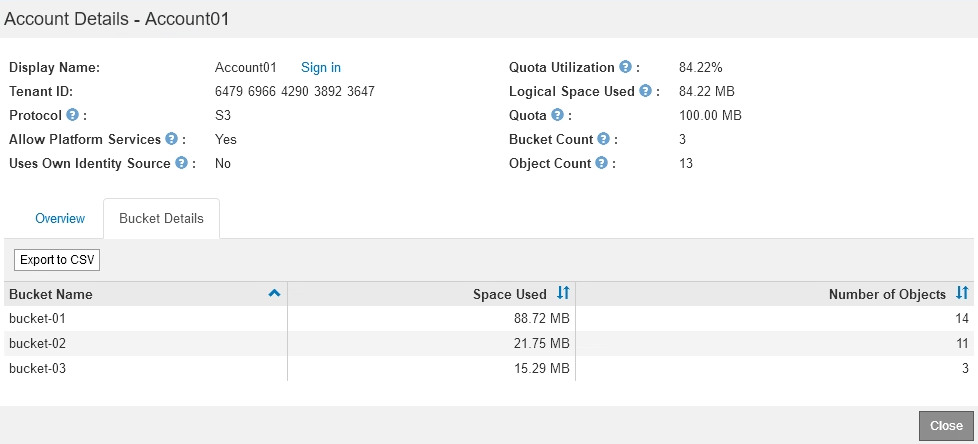 Account Details - Account01
Display Name: Account01 Sign in
Tenant ID: 6479 6966 4290 3892 3647
Protocol ? : S3
Allow Platform Services ? : Yes
Uses Own Identity Source ? : No
Quota Utilization ? : 84.22%
Logical Space Used ? : 84.22 MB
Quota ? : 100.00 MB
Bucket Count ? : 3
Object Count ? : 13
Overview Bucket Details
Export to CSV
Bucket Name Space Used Number of Objects
bucket-01 88.72 MB 14
bucket-02 21.75 MB 11
bucket-03 15.29 MB 3
Close